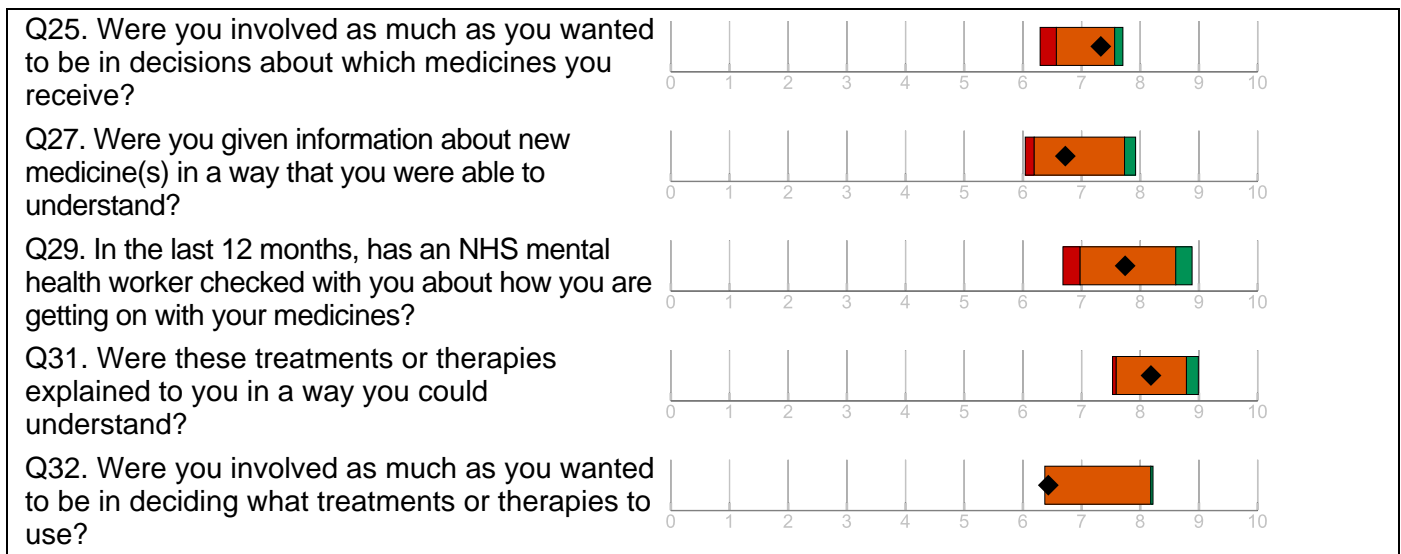 Q25. Were you involved as much as you wanted
to be in decisions about which medicines you
receive?
0 1 2 3 4 5 6 7 8 9 10
Q27. Were you given information about new
medicine(s) in a way that you were able to
understand?
0 1 2 3 4 5 6 7 8 9 10
Q29. In the last 12 months, has an NHS mental
health worker checked with you about how you are
getting on with your medicines?
0 1 2 3 4 5 6 7 8 9 10
Q31. Were these treatments or therapies
explained to you in a way you could
understand?
0 1 2 3 4 5 6 7 8 9 10
Q32. Were you involved as much as you wanted
to be in deciding what treatments or therapies to
use?
0 1 2 3 4 5 6 7 8 9 10